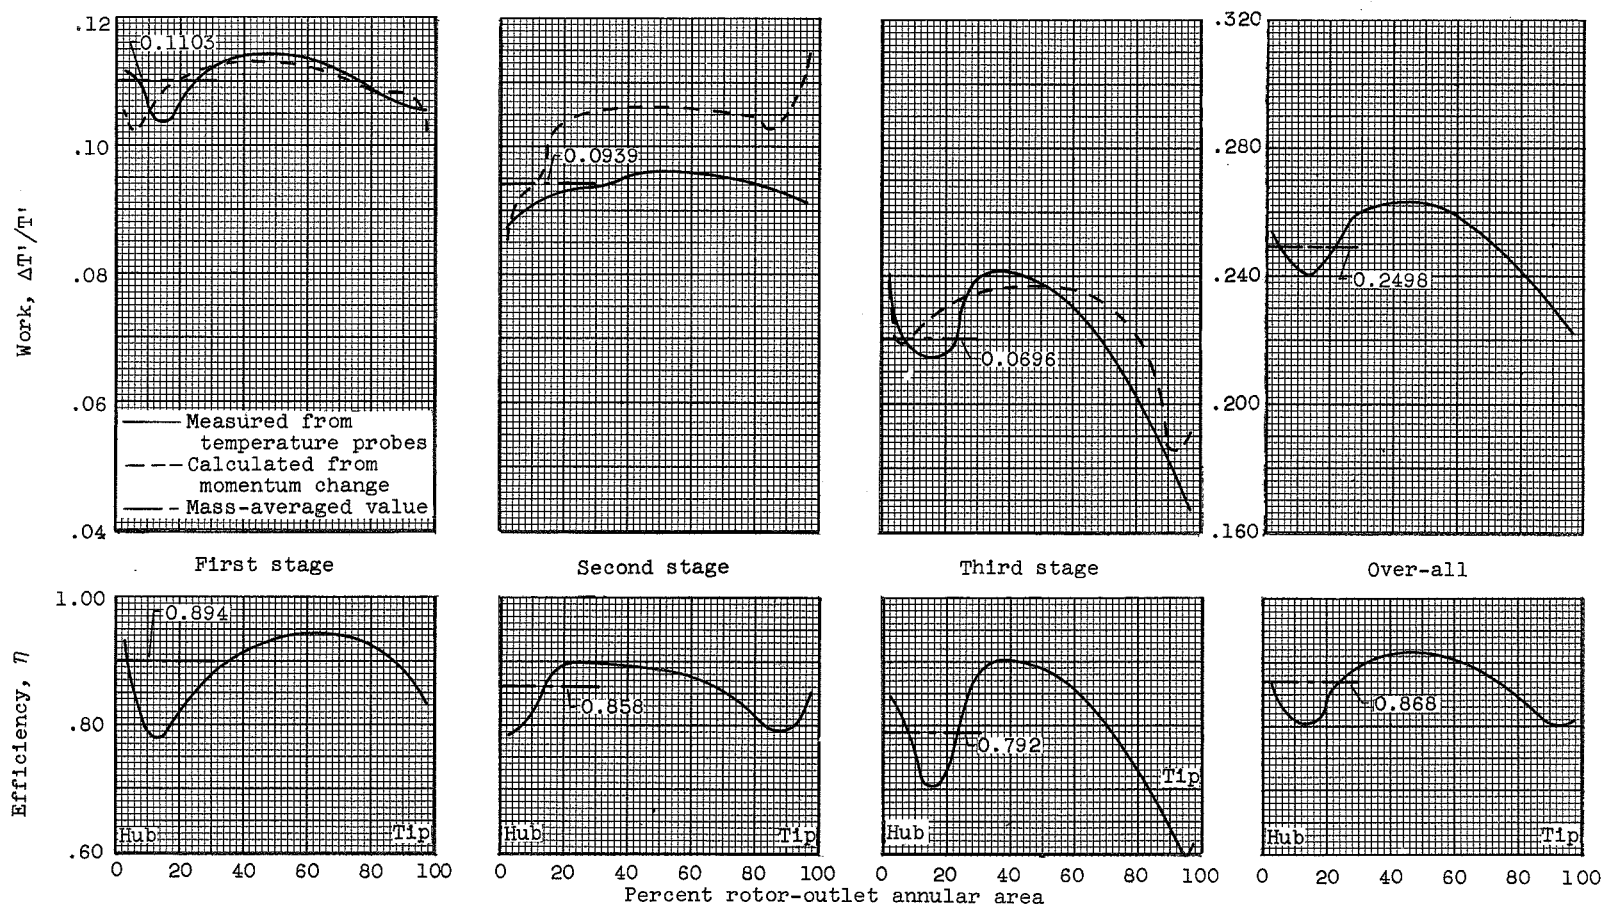 .12
.10
.08
.06
.04
Work, ΔT'/T'
0.1103
Measured from
temperature probes
Calculated from
momentum change
Mass-averaged value
First stage
0.0939
Second stage
0.0696
Third stage
.320
.280
.240
.200
.160
0.2498
Over-all
1.00
.80
.60
Efficiency, η
0.894
Hub
Tip
0.858
Hub
Tip
0.792
Hub
Tip
0.868
Hub
Tip
0 20 40 60 80 100
0 20 40 60 80 100
0 20 40 60 80 100
0 20 40 60 80 100
Percent rotor-outlet annular area